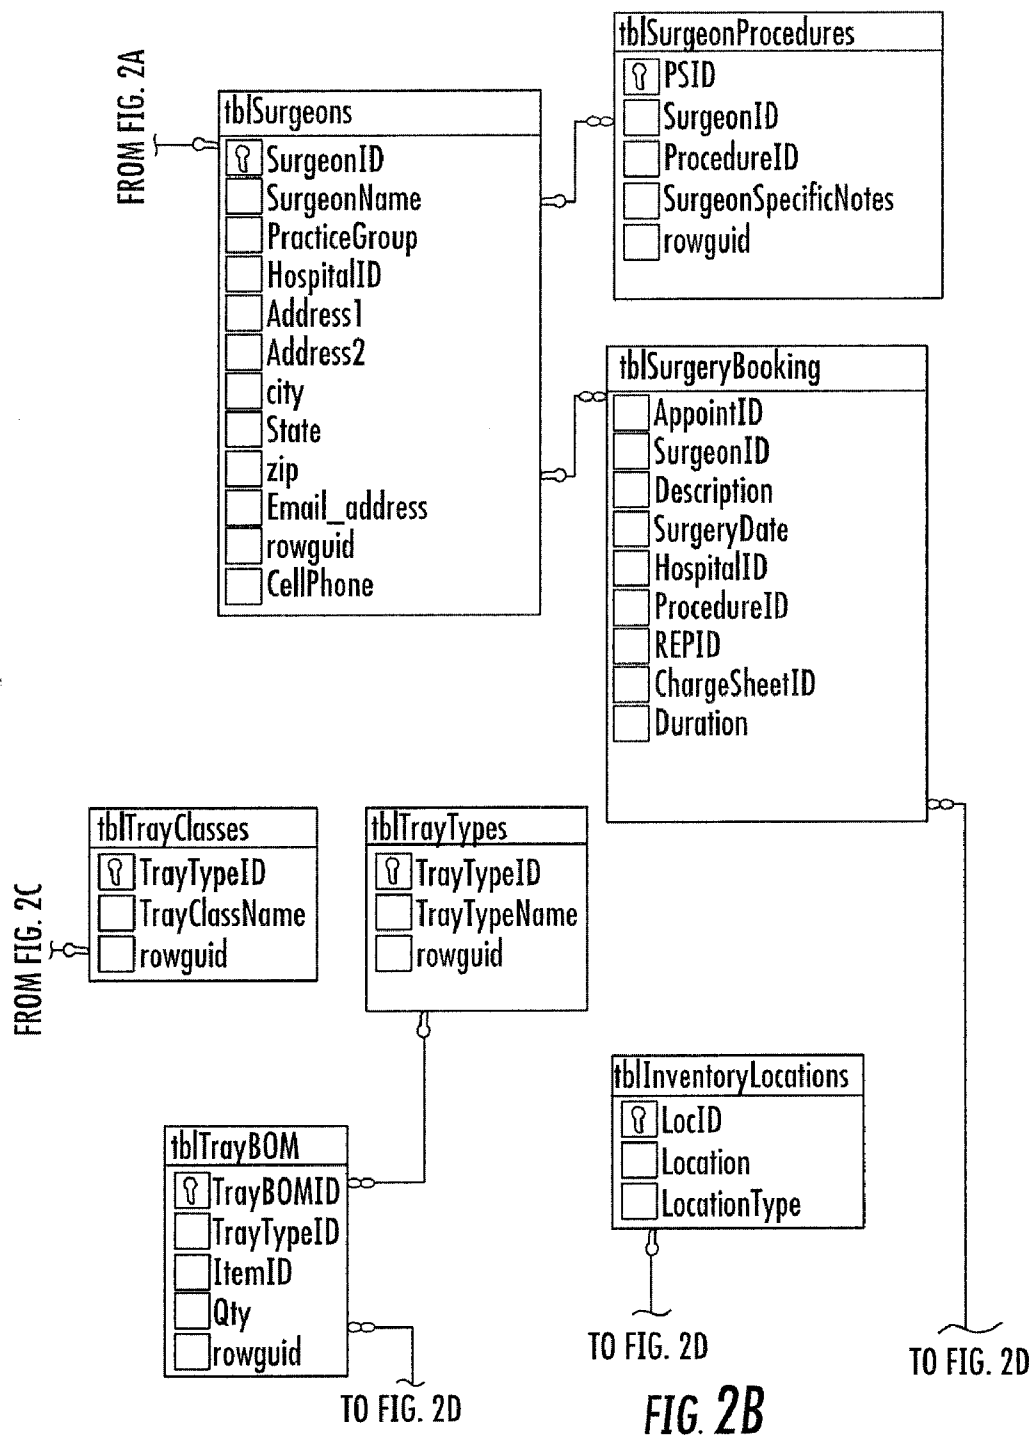 FROM FIG. 2A
tblSurgeons
SurgeonID
SurgeonName
PracticeGroup
HospitalID
Address1
Address2
city
State
zip
Email_address
rowguid
CellPhone
tblSurgeonProcedures
PSID
SurgeonID
ProcedureID
SurgeonSpecificNotes
rowguid
tblSurgeryBooking
AppointID
SurgeonID
Description
SurgeryDate
HospitalID
ProcedureID
REPID
ChargeSheetID
Duration
FROM FIG. 2C
tblTrayClasses
TrayTypeID
TrayClassName
rowguid
tblTrayTypes
TrayTypeID
TrayTypeName
rowguid
tblTrayBOM
TrayBOMID
TrayTypeID
ItemID
Qty
rowguid
tblInventoryLocations
LocID
Location
LocationType
TO FIG. 2D
TO FIG. 2D
TO FIG. 2D
FIG. 2B